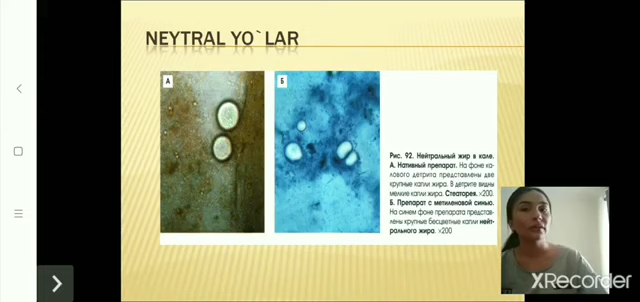 NEYTRAL YO`LAR
А
Б
Рис. 92. Нейтральный жир в кале.
А. Нативный препарат. На фоне ка-
лового детрита представлены две
крупные капли жира. В детрите видны
мелкие капли жира. Стеаторея. ×200.
Б. Препарат с метиленовой синью.
На синем фоне препарата представ-
лены крупные бесцветные капли ней-
трального жира. ×200
XRecorder